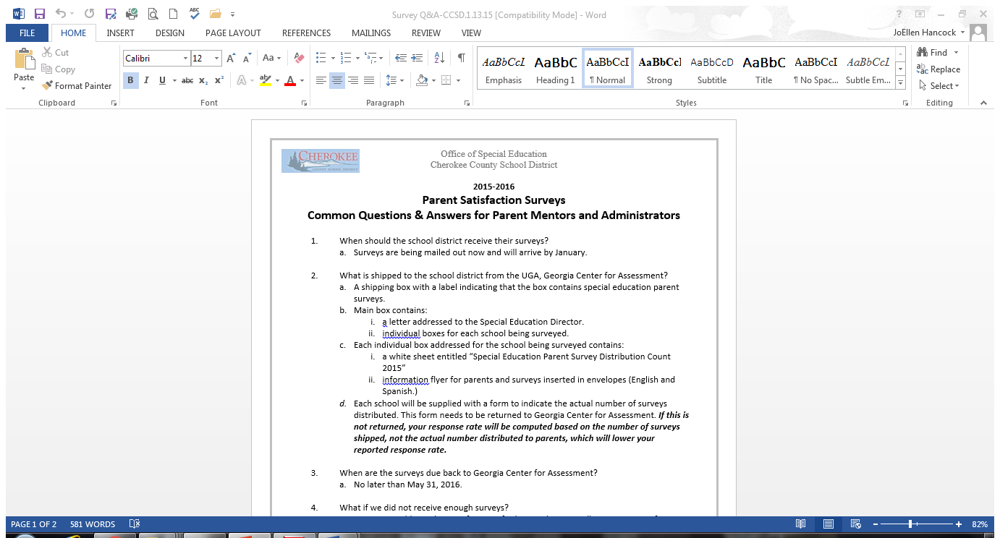 Survey Q&A-CCSD.1.13.15 [Compatibility Mode] - Word
FILE HOME INSERT DESIGN PAGE LAYOUT REFERENCES MAILINGS REVIEW VIEW JoEllen Hancock
Paste
Cut
Copy
Format Painter
Calibri 12 Aa
B I U abc x₂ x² A ab A
AaBbCcL AaBbC AaBbCcI AaBbCcI AaBbCcD AaBbC AaBbCcI AaBbCcL
Emphasis Heading 1 ¶ Normal Strong Subtitle Title ¶ No Spac... Subtle Em...
Find
Replace
Select
Clipboard Font Paragraph Styles Editing
CHEROKEE
COUNTY SCHOOL DISTRICT
Office of Special Education
Cherokee County School District
2015-2016
Parent Satisfaction Surveys
Common Questions & Answers for Parent Mentors and Administrators
1. When should the school district receive their surveys?
a. Surveys are being mailed out now and will arrive by January.
2. What is shipped to the school district from the UGA, Georgia Center for Assessment?
a. A shipping box with a label indicating that the box contains special education parent
surveys.
b. Main box contains:
i. a letter addressed to the Special Education Director.
ii. individual boxes for each school being surveyed.
c. Each individual box addressed for the school being surveyed contains:
i. a white sheet entitled “Special Education Parent Survey Distribution Count
2015”
ii. information flyer for parents and surveys inserted in envelopes (English and
Spanish.)
d. Each school will be supplied with a form to indicate the actual number of surveys
distributed. This form needs to be returned to Georgia Center for Assessment. If this is
not returned, your response rate will be computed based on the number of surveys
shipped, not the actual number distributed to parents, which will lower your
reported response rate.
3. When are the surveys due back to Georgia Center for Assessment?
a. No later than May 31, 2016.
4. What if we did not receive enough surveys?
PAGE 1 OF 2 581 WORDS 82%